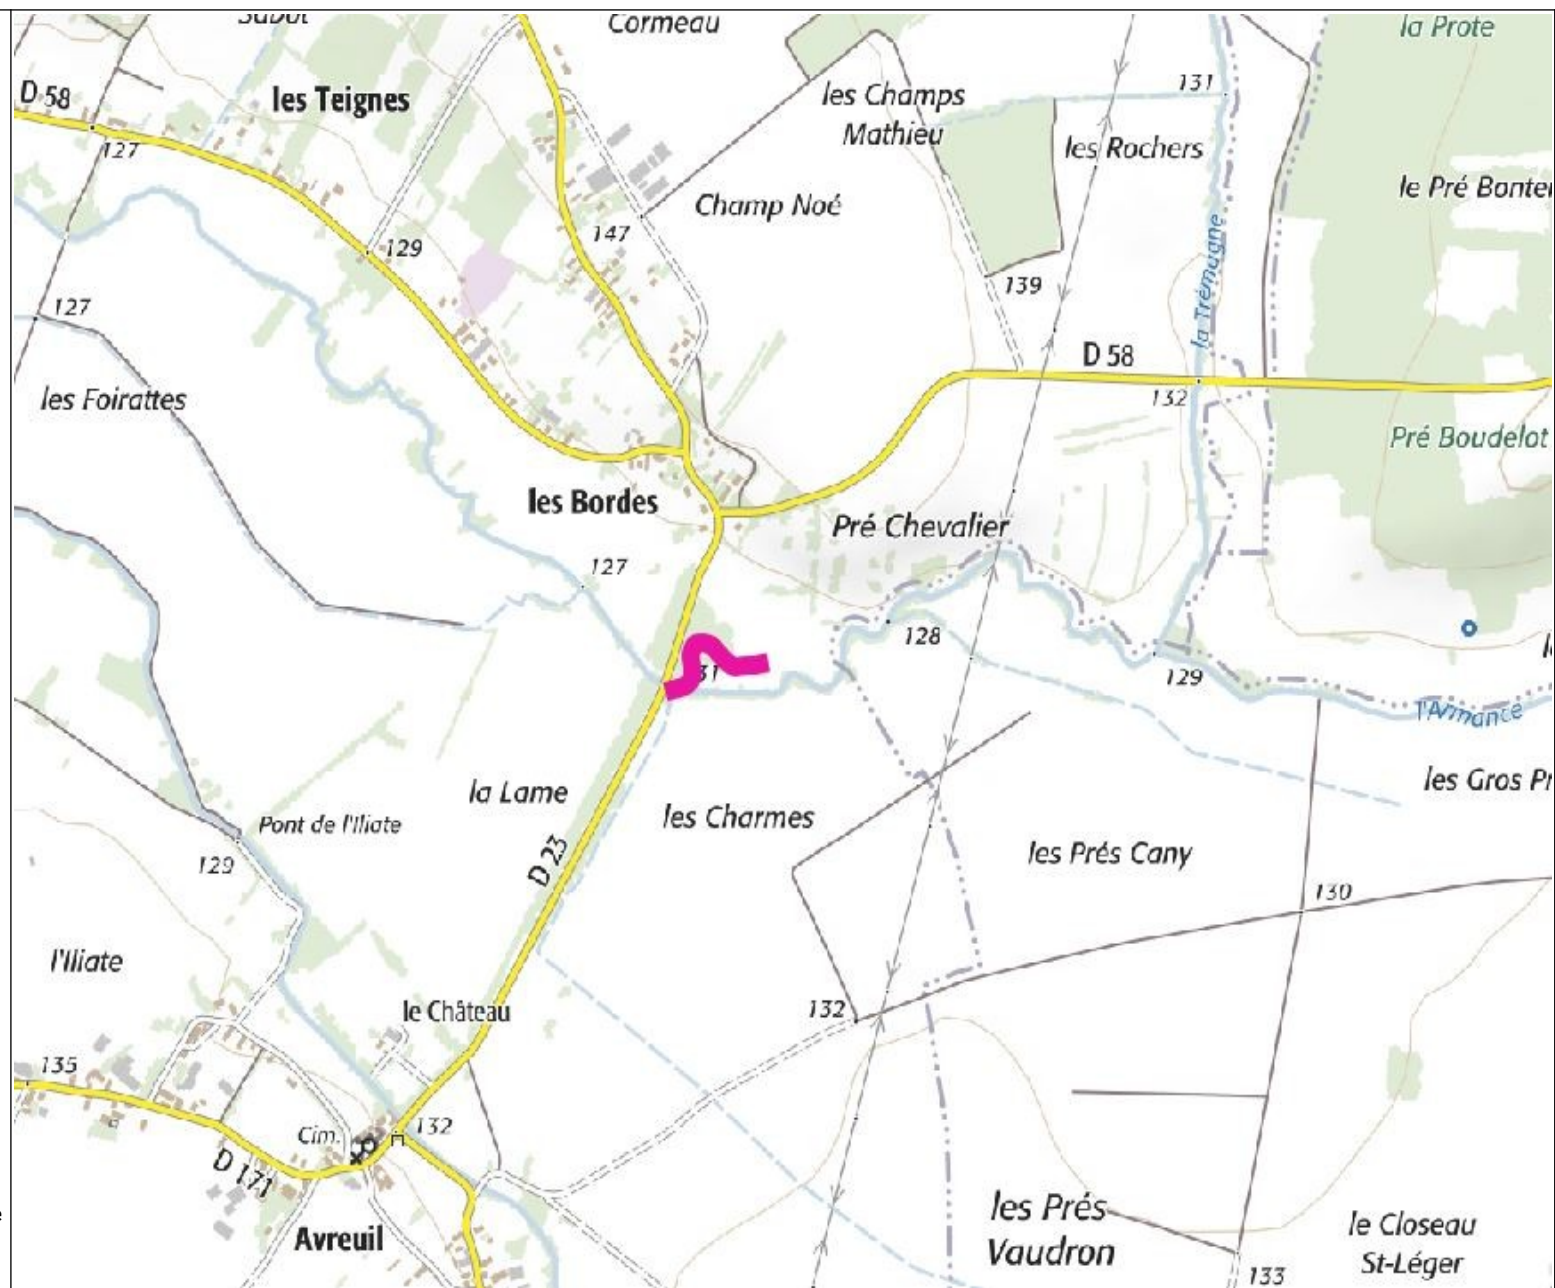 Cormeau
la Prote
D 58
les Teignes
les Champs
Mathieu
131
127
les Rochers
le Pré Bonte
Champ Noé
147
129
la Trémagne
139
127
D 58
132
les Foirattes
Pré Boudelot
les Bordes
Pré Chevalier
127
128
31
129
l'Armance
la Lame
les Gros Pr
Pont de l'Iliate
les Charmes
129
D 23
les Prés Cany
130
l'Iliate
le Château
132
135
Cim.
132
D 171
les Prés
Vaudron
le Closeau
St-Léger
Avreuil
133